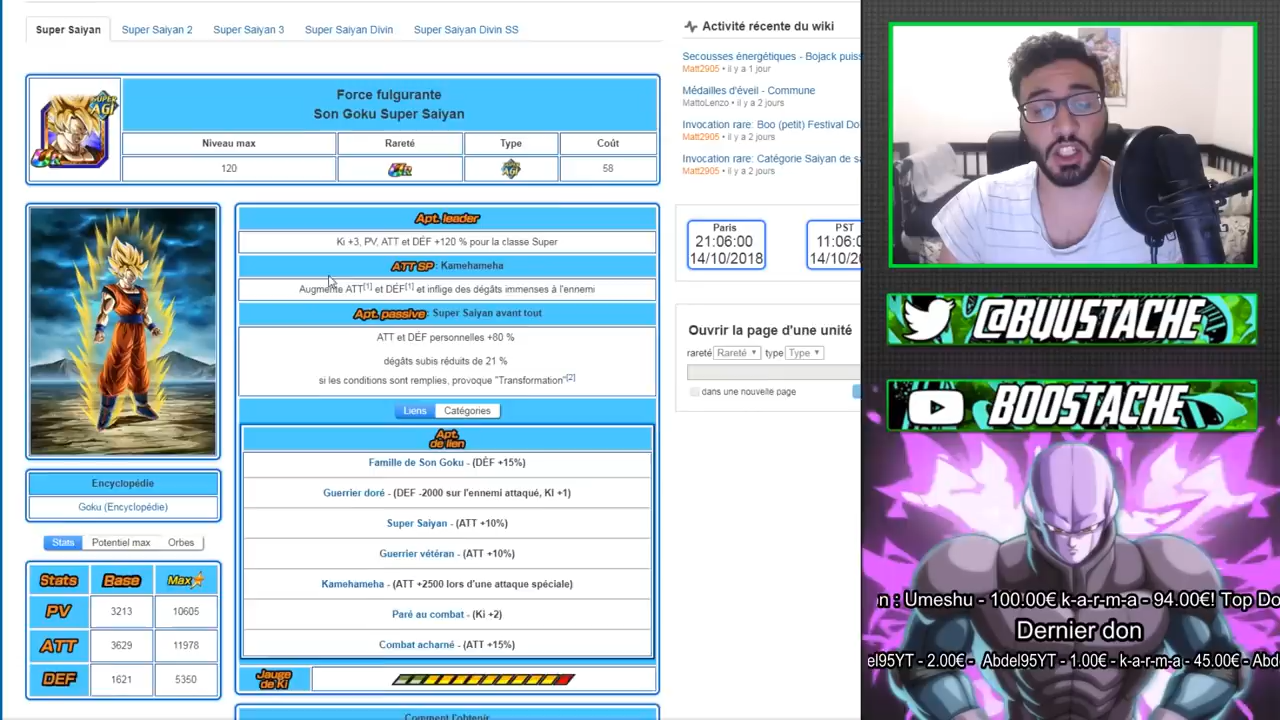 Super Saiyan
Super Saiyan 2
Super Saiyan 3
Super Saiyan Divin
Super Saiyan Divin SS
Force fulgurante
Son Goku Super Saiyan
Niveau max
Rareté
Type
Coût
120
LR
SUPER AGI
58
Apt. leader
Ki +3, PV, ATT et DÉF +120 % pour la classe Super
ATT SP: Kamehameha
Augmente ATT[1] et DÉF[1] et inflige des dégâts immenses à l'ennemi
Apt. passive: Super Saiyan avant tout
ATT et DÉF personnelles +80 %
dégâts subis réduits de 21 %
si les conditions sont remplies, provoque "Transformation"[2]
Liens
Catégories
Apt.
de lien
Famille de Son Goku - (DÉF +15%)
Guerrier doré - (DEF -2000 sur l'ennemi attaqué, KI +1)
Super Saiyan - (ATT +10%)
Guerrier vétéran - (ATT +10%)
Kamehameha - (ATT +2500 lors d'une attaque spéciale)
Paré au combat - (Ki +2)
Combat acharné - (ATT +15%)
Jauge
de Ki
Comment l'obtenir
Encyclopédie
Goku (Encyclopédie)
Stats
Potentiel max
Orbes
Stats
Base
Max
PV
3213
10605
ATT
3629
11978
DEF
1621
5350
Activité récente du wiki
Secousses énergétiques - Bojack puiss
Matt2905 • il y a 1 jour
Médailles d'éveil - Commune
MattoLenzo • il y a 2 jours
Invocation rare: Boo (petit) Festival Do
Matt2905 • il y a 2 jours
Invocation rare: Catégorie Saiyan de sa
Matt2905 • il y a 2 jours
Paris
21:06:00
14/10/2018
PST
11:06:0
14/10/20
Ouvrir la page d'une unité
rareté
Rareté
type
Type
dans une nouvelle page
@BUUSTACHE
BOOSTACHE
n : Umeshu - 100.00€ k-a-r-m-a - 94.00€! Top Do
Dernier don
el95YT - 2.00€ - Abdel95YT - 1.00€ - k-a-r-m-a - 45.00€ - Abd